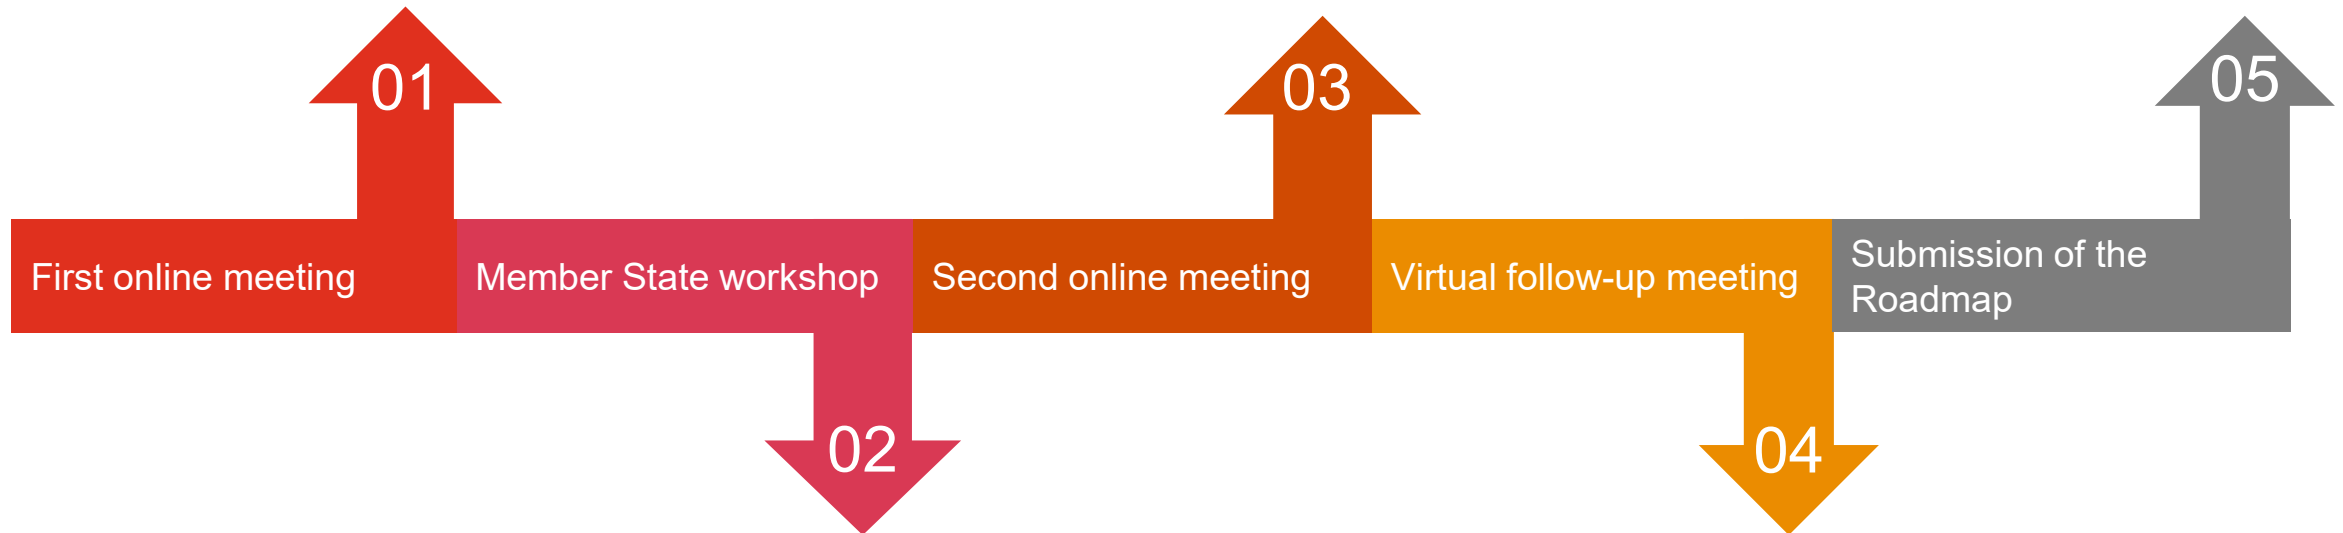 01
First online meeting
Member State workshop
02
03
Second online meeting
Virtual follow-up meeting
04
05
Submission of the
Roadmap